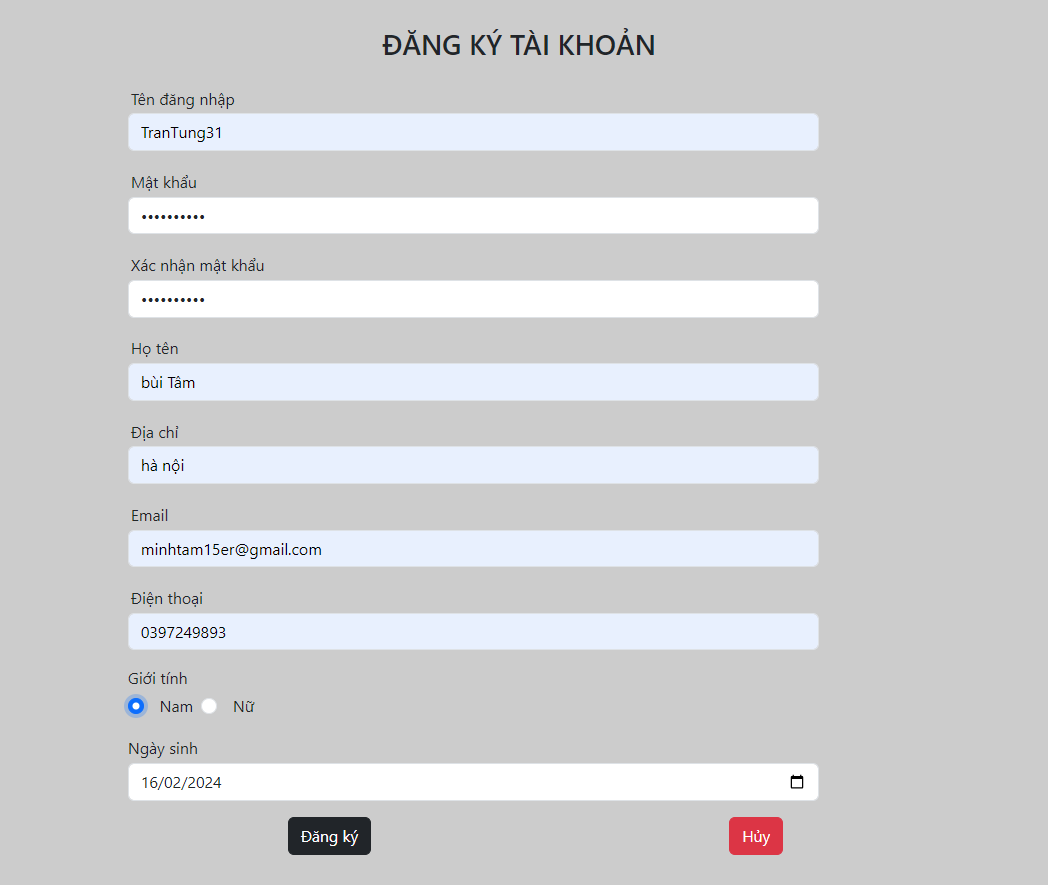 ĐĂNG KÝ TÀI KHOẢN
Tên đăng nhập
TranTung31
Mật khẩu
••••••••••
Xác nhận mật khẩu
••••••••••
Họ tên
bùi Tâm
Địa chỉ
hà nội
Email
minhtam15er@gmail.com
Điện thoại
0397249893
Giới tính
Nam Nữ
Ngày sinh
16/02/2024
Đăng ký Hủy